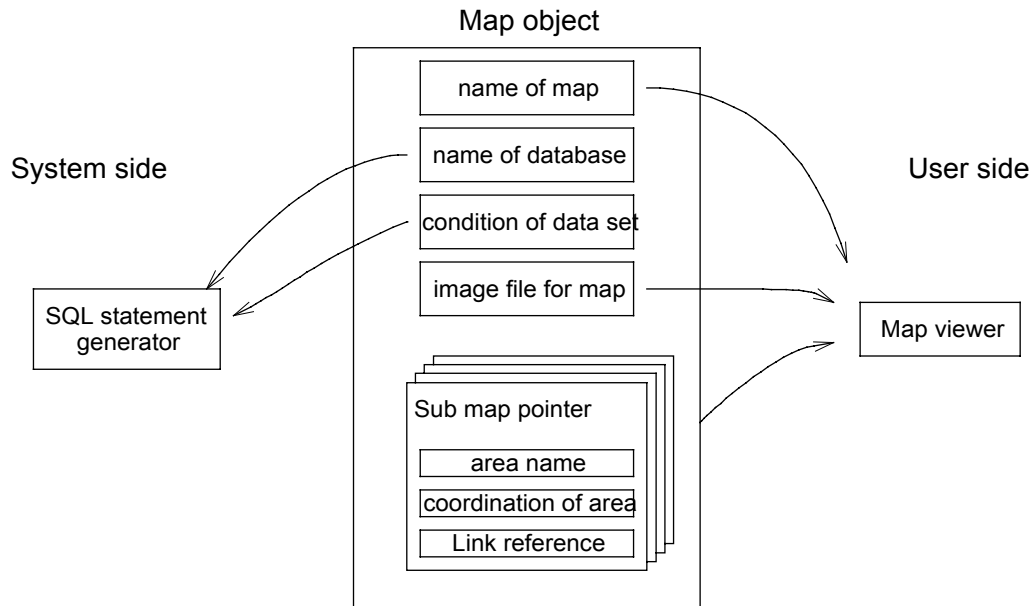 Map object
name of map
System side
name of database
User side
condition of data set
image file for map
SQL statement
generator
Map viewer
Sub map pointer
area name
coordination of area
Link reference